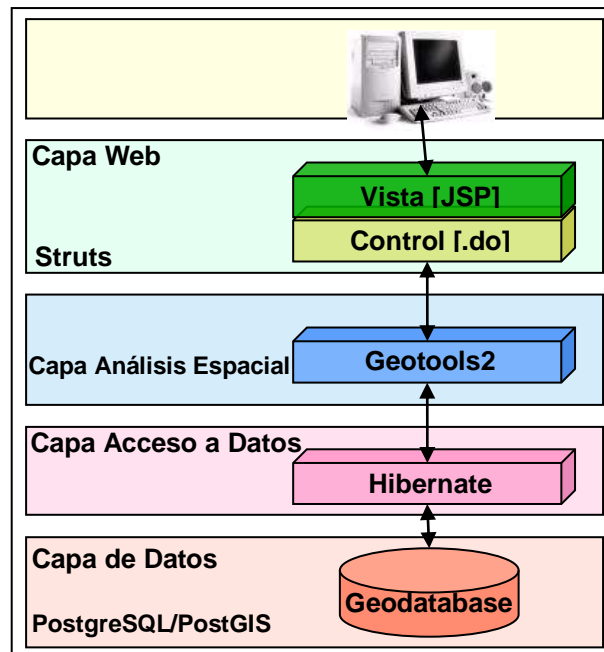 Capa Web
Vista [JSP]
Control [.do]
Struts
Capa Análisis Espacial
Geotools2
Capa Acceso a Datos
Hibernate
Capa de Datos
Geodatabase
PostgreSQL/PostGIS